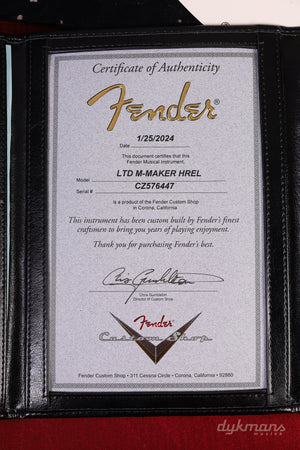 Certificate of Authenticity
Fender®
1/25/2024
Date
This document certifies that this
Fender Musical Instrument,
Model LTD M-MAKER HREL
Serial # CZ576447
is a product of the Fender Custom Shop
in Corona, California
This instrument has been custom built by Fender's finest
craftsmen to bring you years of playing enjoyment.
Thank you for purchasing Fender's best.
Chris Gumbleton
Director of Custom Shop
Fender
Custom Shop
Fender Custom Shop • 311 Cessna Circle • Corona, California • 92880
dykmans
muziek